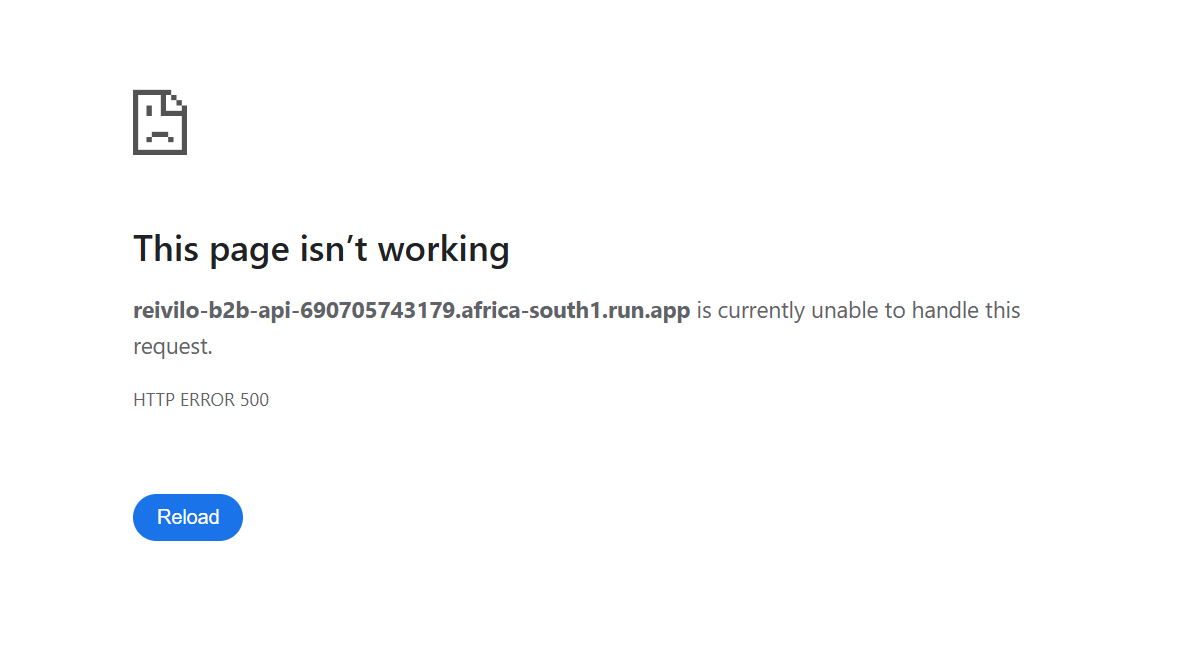 This page isn’t working
reivilo-b2b-api-690705743179.africa-south1.run.app is currently unable to handle this
request.
HTTP ERROR 500
Reload